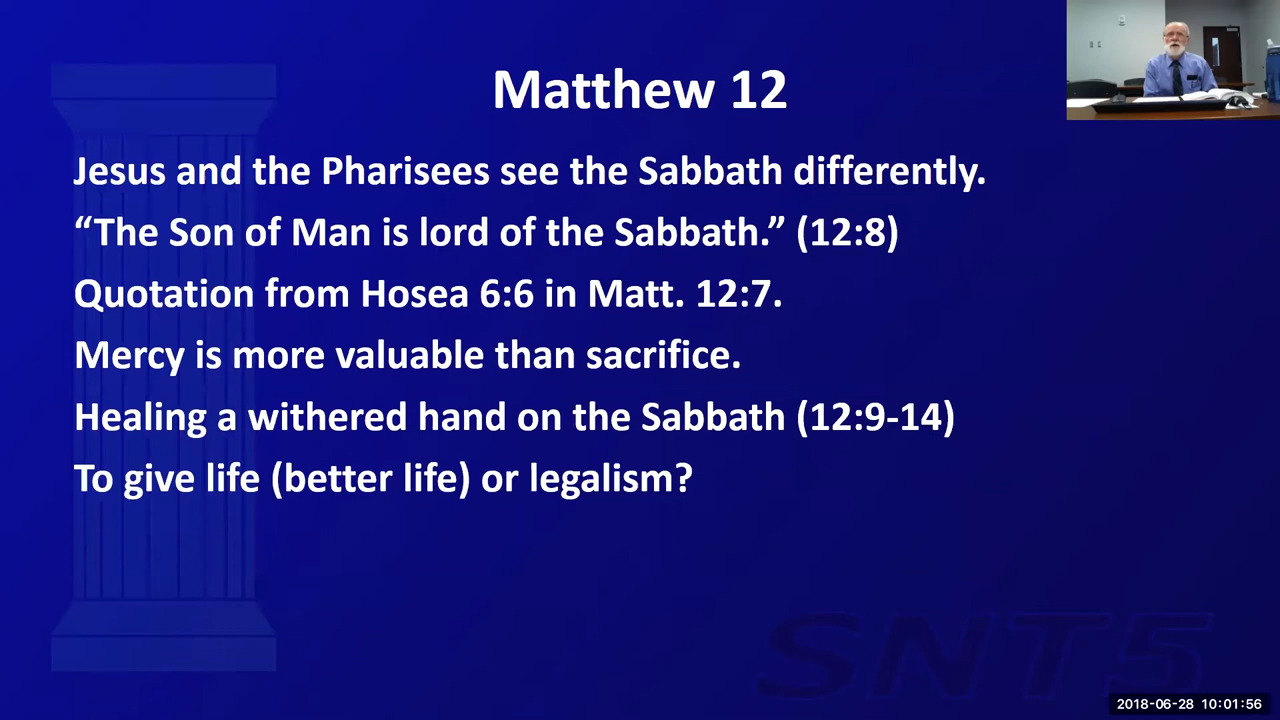 Matthew 12
Jesus and the Pharisees see the Sabbath differently.
“The Son of Man is lord of the Sabbath.” (12:8)
Quotation from Hosea 6:6 in Matt. 12:7.
Mercy is more valuable than sacrifice.
Healing a withered hand on the Sabbath (12:9-14)
To give life (better life) or legalism?
SNT5
2018-06-28 10:01:56